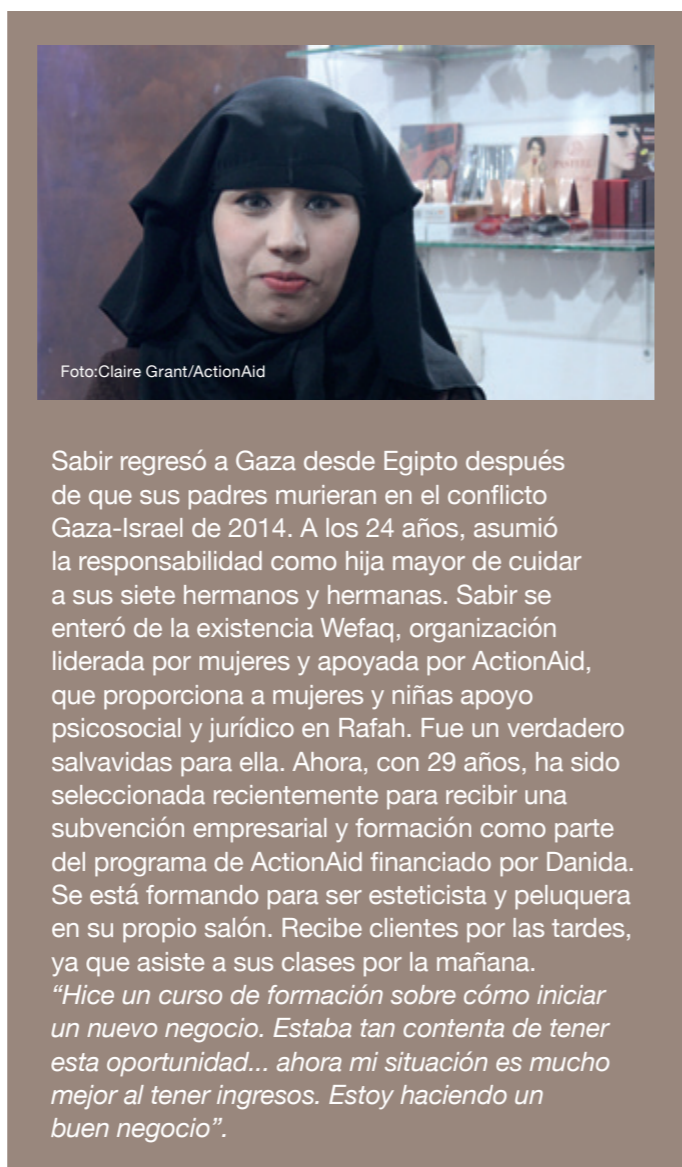 PASTEL
Foto:Claire Grant/ActionAid
Sabir regresó a Gaza desde Egipto después
de que sus padres murieran en el conflicto
Gaza-Israel de 2014. A los 24 años, asumió
la responsabilidad como hija mayor de cuidar
a sus siete hermanos y hermanas. Sabir se
enteró de la existencia Wefaq, organización
liderada por mujeres y apoyada por ActionAid,
que proporciona a mujeres y niñas apoyo
psicosocial y jurídico en Rafah. Fue un verdadero
salvavidas para ella. Ahora, con 29 años, ha sido
seleccionada recientemente para recibir una
subvención empresarial y formación como parte
del programa de ActionAid financiado por Danida.
Se está formando para ser esteticista y peluquera
en su propio salón. Recibe clientes por las tardes,
ya que asiste a sus clases por la mañana.
“Hice un curso de formación sobre cómo iniciar
un nuevo negocio. Estaba tan contenta de tener
esta oportunidad... ahora mi situación es mucho
mejor al tener ingresos. Estoy haciendo un
buen negocio”.